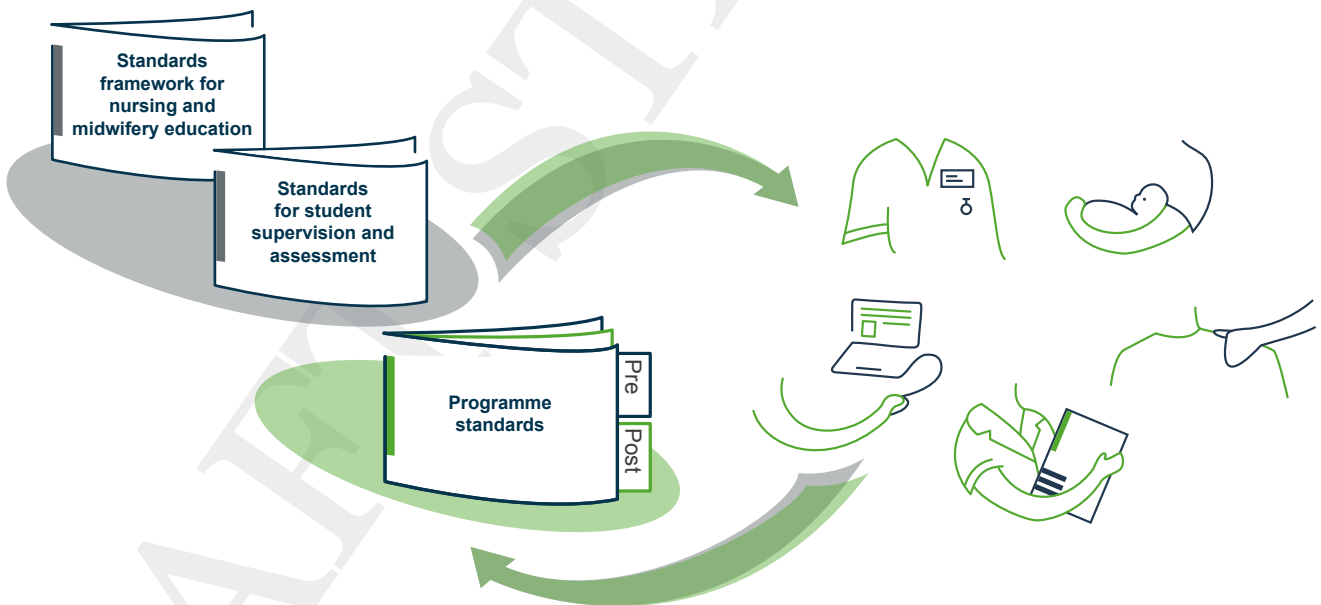 Standards
framework for
nursing and
midwifery education
Standards
for student
supervision and
assessment
Programme
standards
Pre
Post